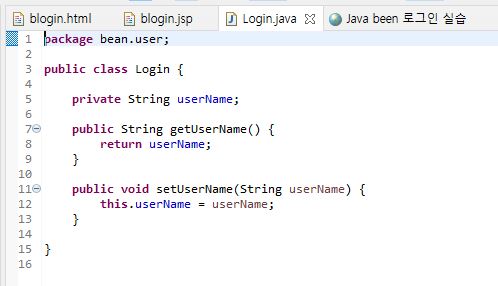 blogin.html blogin.jsp Login.java Java been 로그인 실습
1 package bean.user;
2
3 public class Login {
4
5     private String userName;
6
7     public String getUserName() {
8         return userName;
9     }
10
11     public void setUserName(String userName) {
12         this.userName = userName;
13     }
14
15 }
16